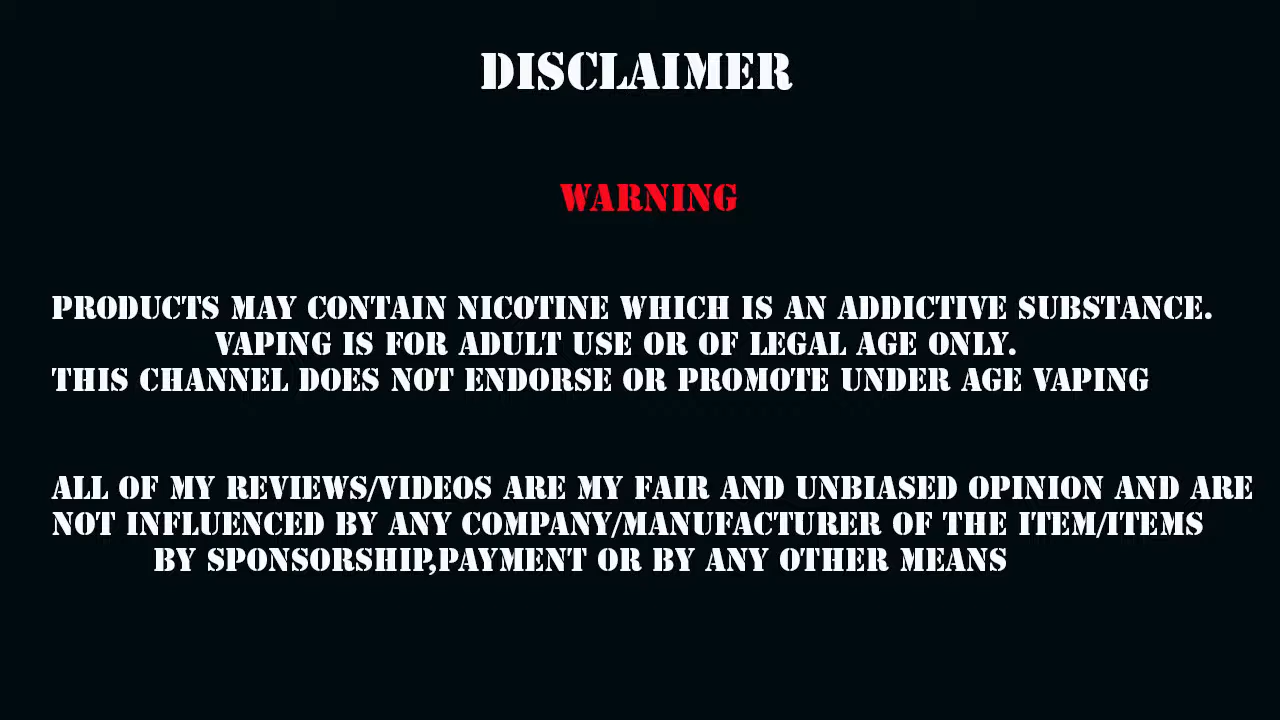 DISCLAIMER
WARNING
PRODUCTS MAY CONTAIN NICOTINE WHICH IS AN ADDICTIVE SUBSTANCE.
VAPING IS FOR ADULT USE OR OF LEGAL AGE ONLY.
THIS CHANNEL DOES NOT ENDORSE OR PROMOTE UNDER AGE VAPING
ALL OF MY REVIEWS/VIDEOS ARE MY FAIR AND UNBIASED OPINION AND ARE
NOT INFLUENCED BY ANY COMPANY/MANUFACTURER OF THE ITEM/ITEMS
BY SPONSORSHIP,PAYMENT OR BY ANY OTHER MEANS